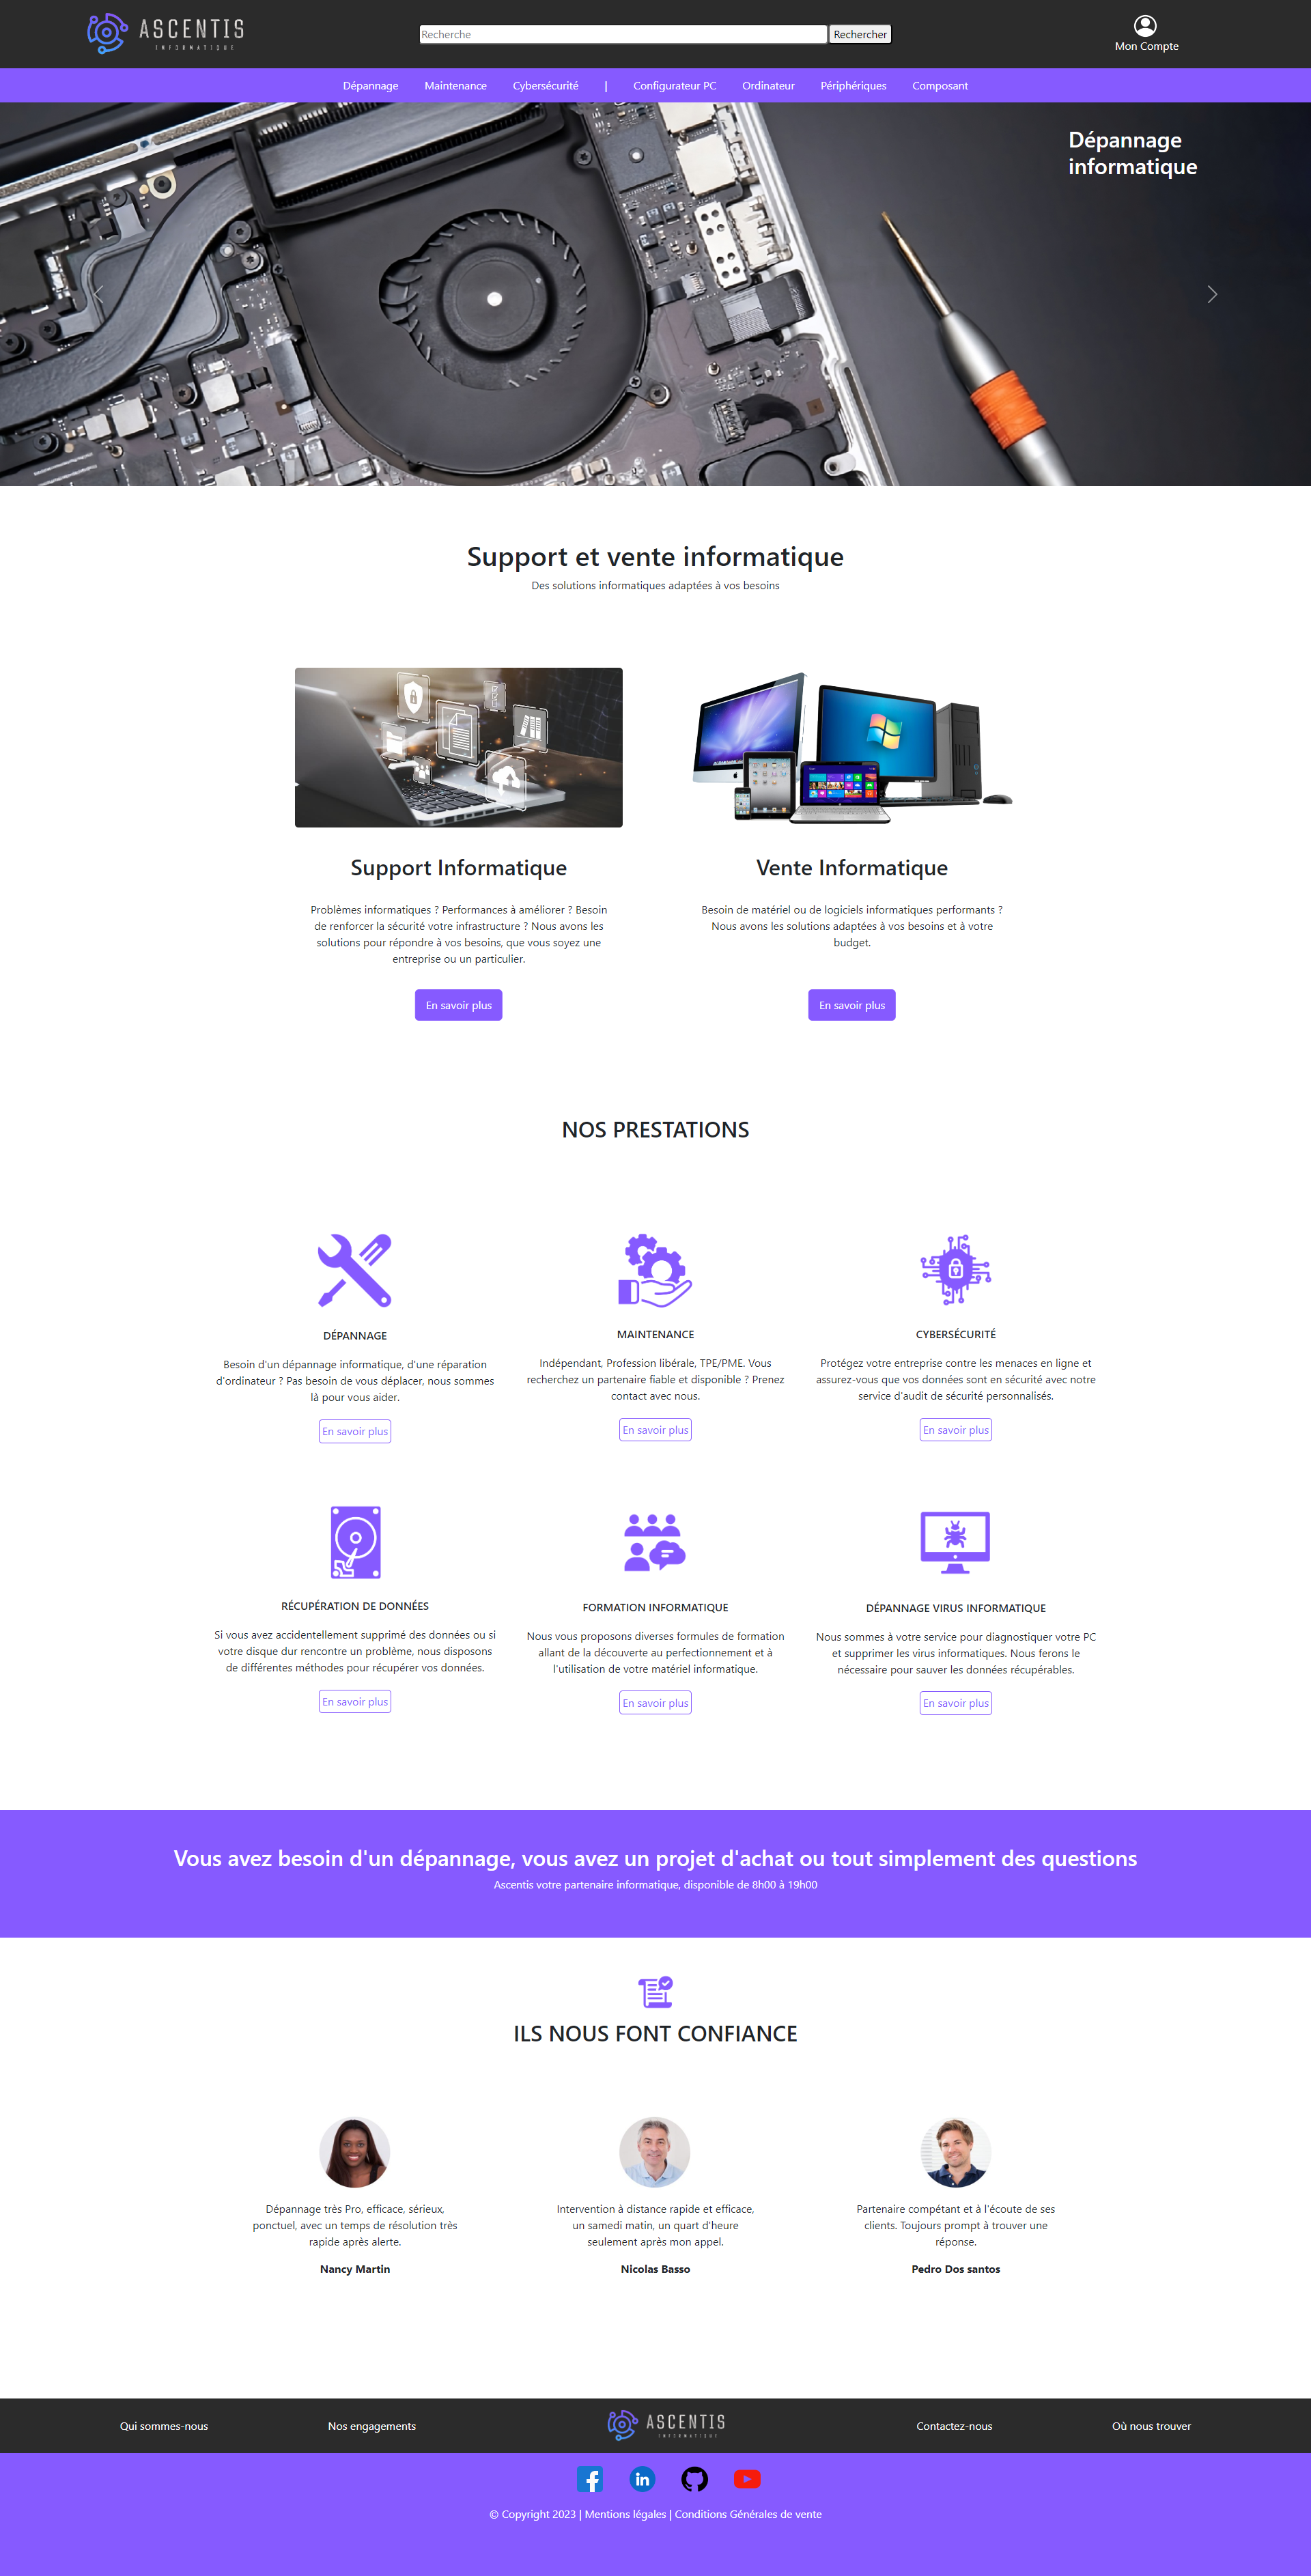 ASCENTIS
INFORMATIQUE
Recherche
Rechercher
Mon Compte
Dépannage
Maintenance
Cybersécurité
|
Configurateur PC
Ordinateur
Périphériques
Composant
Dépannage
informatique
Support et vente informatique
Des solutions informatiques adaptées à vos besoins
Support Informatique
Problèmes informatiques ? Performances à améliorer ? Besoin
de renforcer la sécurité votre infrastructure ? Nous avons les
solutions pour répondre à vos besoins, que vous soyez une
entreprise ou un particulier.
En savoir plus
Vente Informatique
Besoin de matériel ou de logiciels informatiques performants ?
Nous avons les solutions adaptées à vos besoins et à votre
budget.
En savoir plus
NOS PRESTATIONS
DÉPANNAGE
Besoin d'un dépannage informatique, d'une réparation
d'ordinateur ? Pas besoin de vous déplacer, nous sommes
là pour vous aider.
En savoir plus
MAINTENANCE
Indépendant, Profession libérale, TPE/PME. Vous
recherchez un partenaire fiable et disponible ? Prenez
contact avec nous.
En savoir plus
CYBERSÉCURITÉ
Protégez votre entreprise contre les menaces en ligne et
assurez-vous que vos données sont en sécurité avec notre
service d'audit de sécurité personnalisés.
En savoir plus
RÉCUPÉRATION DE DONNÉES
Si vous avez accidentellement supprimé des données ou si
votre disque dur rencontre un problème, nous disposons
de différentes méthodes pour récupérer vos données.
En savoir plus
FORMATION INFORMATIQUE
Nous vous proposons diverses formules de formation
allant de la découverte au perfectionnement et à
l'utilisation de votre matériel informatique.
En savoir plus
DÉPANNAGE VIRUS INFORMATIQUE
Nous sommes à votre service pour diagnostiquer votre PC
et supprimer les virus informatiques. Nous ferons le
nécessaire pour sauver les données récupérables.
En savoir plus
Vous avez besoin d'un dépannage, vous avez un projet d'achat ou tout simplement des questions
Ascentis votre partenaire informatique, disponible de 8h00 à 19h00
ILS NOUS FONT CONFIANCE
Dépannage très Pro, efficace, sérieux,
ponctuel, avec un temps de résolution très
rapide après alerte.
Nancy Martin
Intervention à distance rapide et efficace,
un samedi matin, un quart d'heure
seulement après mon appel.
Nicolas Basso
Partenaire compétant et à l'écoute de ses
clients. Toujours prompt à trouver une
réponse.
Pedro Dos santos
Qui sommes-nous
Nos engagements
ASCENTIS
INFORMATIQUE
Contactez-nous
Où nous trouver
in
© Copyright 2023 | Mentions légales | Conditions Générales de vente